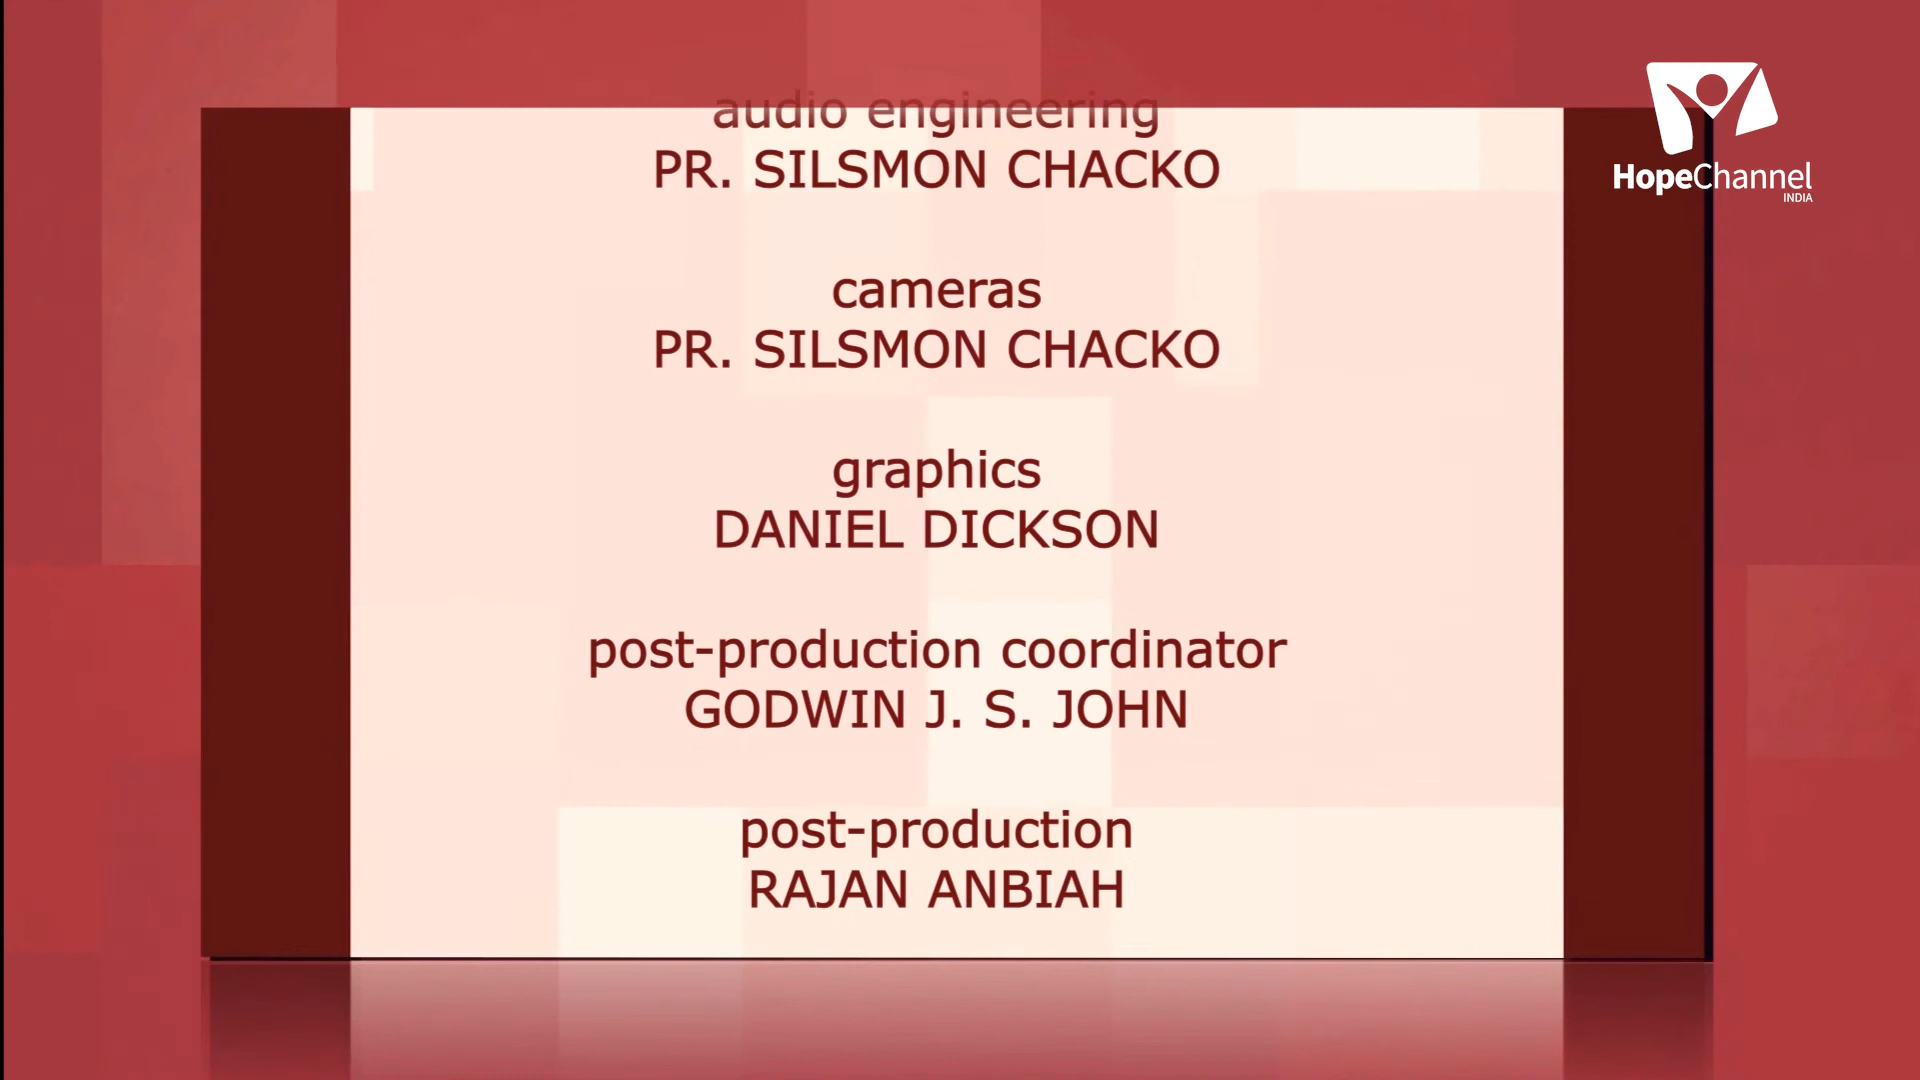 audio engineering
PR. SILSMON CHACKO
cameras
PR. SILSMON CHACKO
graphics
DANIEL DICKSON
post-production coordinator
GODWIN J. S. JOHN
post-production
RAJAN ANBIAH
HopeChannel
INDIA